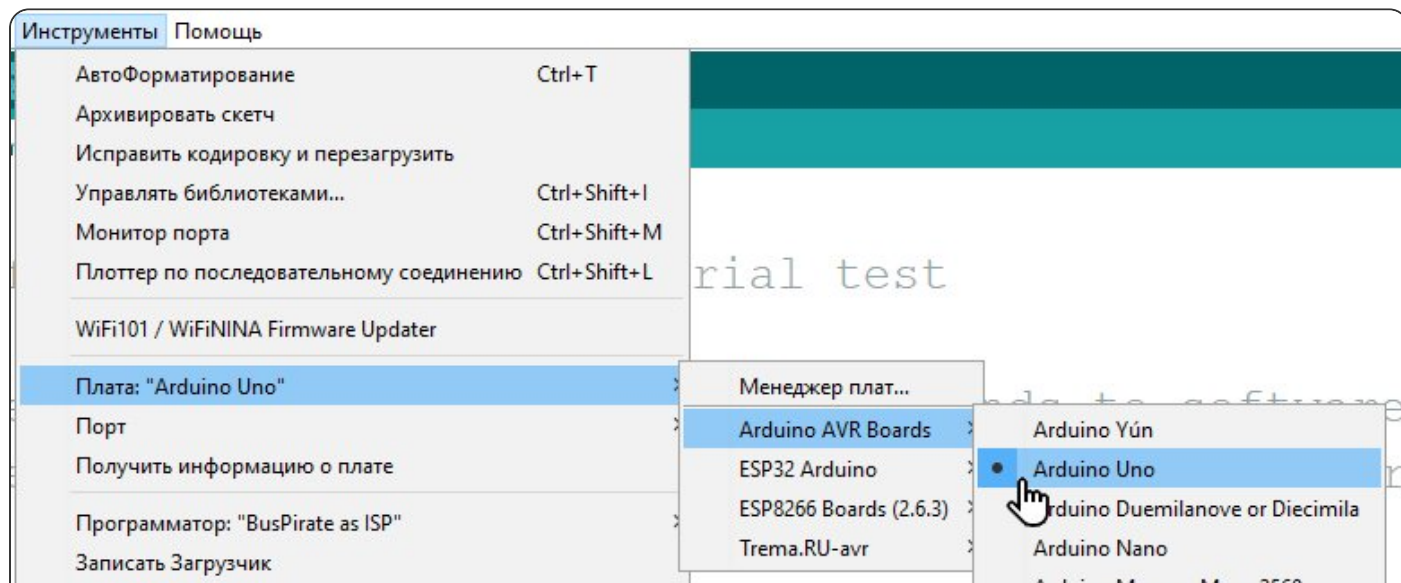 Инструменты Помощь
АвтоФорматирование Ctrl+T
Архивировать скетч
Исправить кодировку и перезагрузить
Управлять библиотеками... Ctrl+Shift+I
Монитор порта Ctrl+Shift+M
Плоттер по последовательному соединению Ctrl+Shift+L
rial test
WiFi101 / WiFiNINA Firmware Updater
Плата: "Arduino Uno"
Порт
Получить информацию о плате
Программатор: "BusPirate as ISP"
Записать Загрузчик
Менеджер плат...
Arduino AVR Boards
ESP32 Arduino
ESP8266 Boards (2.6.3)
Trema.RU-avr
Arduino Yún
Arduino Uno
Arduino Duemilanove or Diecimila
Arduino Nano